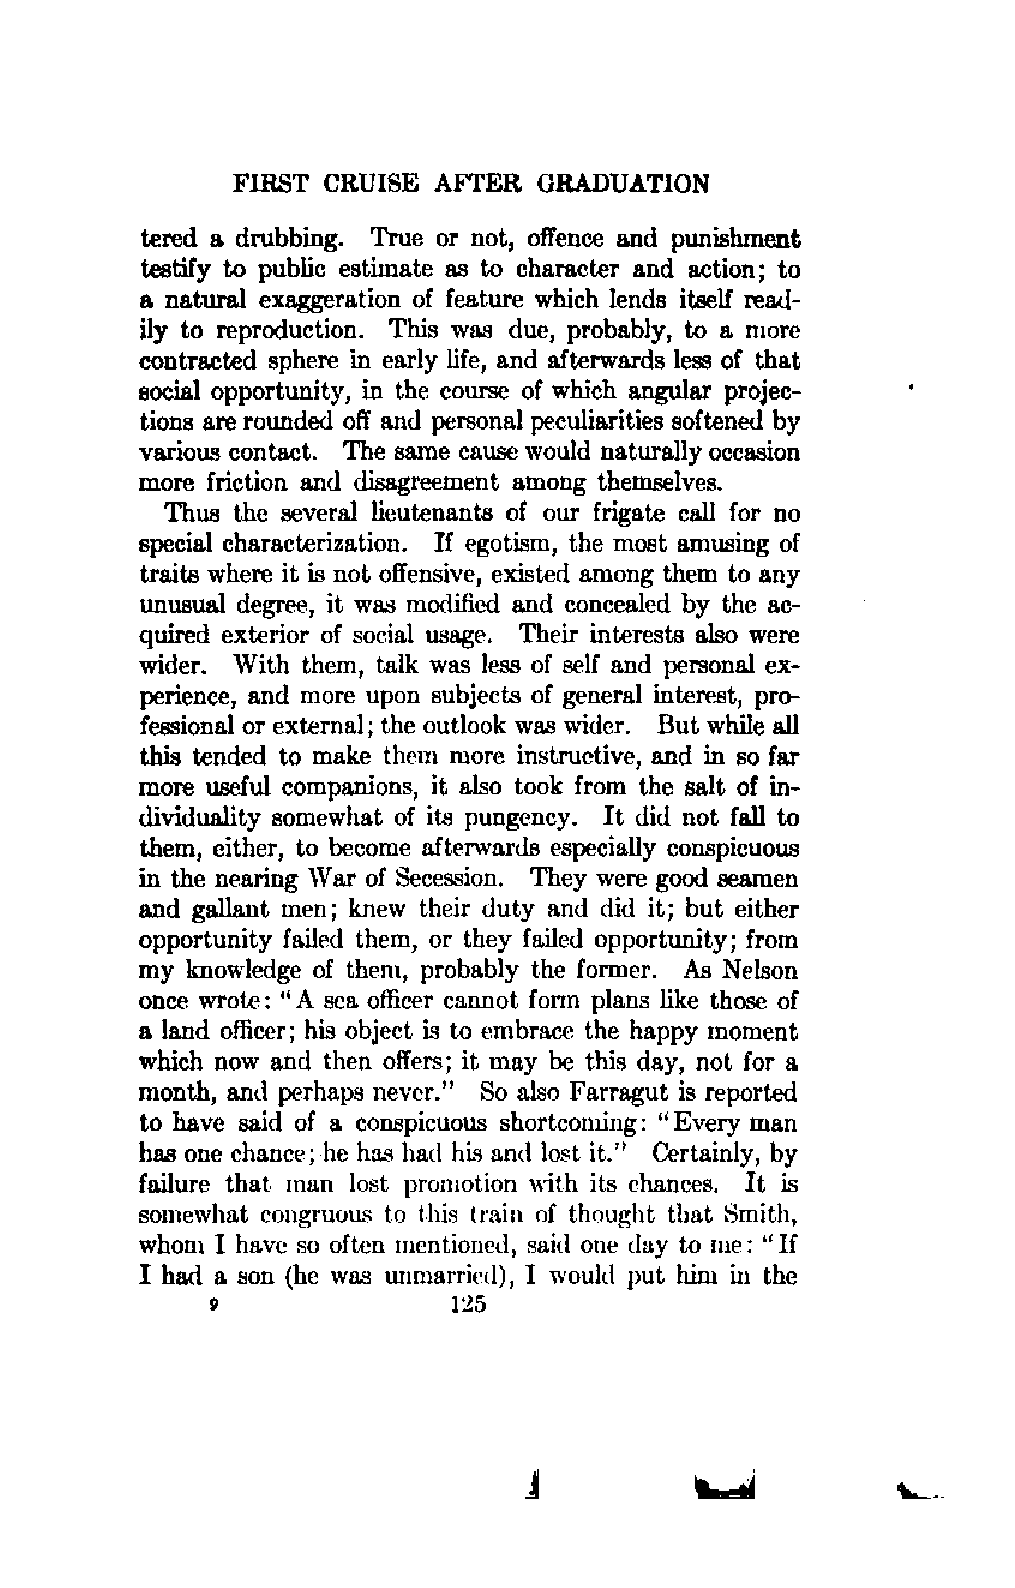 FIRST CRUISE AFTER GRADUATION
tered a drubbing. True or not, offence and punishment
testify to public estimate as to character and action; to
a natural exaggeration of feature which lends itself read-
ily to reproduction. This was due, probably, to a more
contracted sphere in early life, and afterwards less of that
social opportunity, in the course of which angular projec-
tions are rounded off and personal peculiarities softened by
various contact. The same cause would naturally occasion
more friction and disagreement among themselves.
Thus the several lieutenants of our frigate call for no
special characterization. If egotism, the most amusing of
traits where it is not offensive, existed among them to any
unusual degree, it was modified and concealed by the ac-
quired exterior of social usage. Their interests also were
wider. With them, talk was less of self and personal ex-
perience, and more upon subjects of general interest, pro-
fessional or external; the outlook was wider. But while all
this tended to make them more instructive, and in so far
more useful companions, it also took from the salt of in-
dividuality somewhat of its pungency. It did not fall to
them, either, to become afterwards especially conspicuous
in the nearing War of Secession. They were good seamen
and gallant men; knew their duty and did it; but either
opportunity failed them, or they failed opportunity; from
my knowledge of them, probably the former. As Nelson
once wrote: "A sea officer cannot form plans like those of
a land officer; his object is to embrace the happy moment
which now and then offers; it may be this day, not for a
month, and perhaps never." So also Farragut is reported
to have said of a conspicuous shortcoming: "Every man
has one chance; he has had his and lost it." Certainly, by
failure that man lost promotion with its chances. It is
somewhat congruous to this train of thought that Smith,
whom I have so often mentioned, said one day to me: "If
I had a son (he was unmarried), I would put him in the
9 125